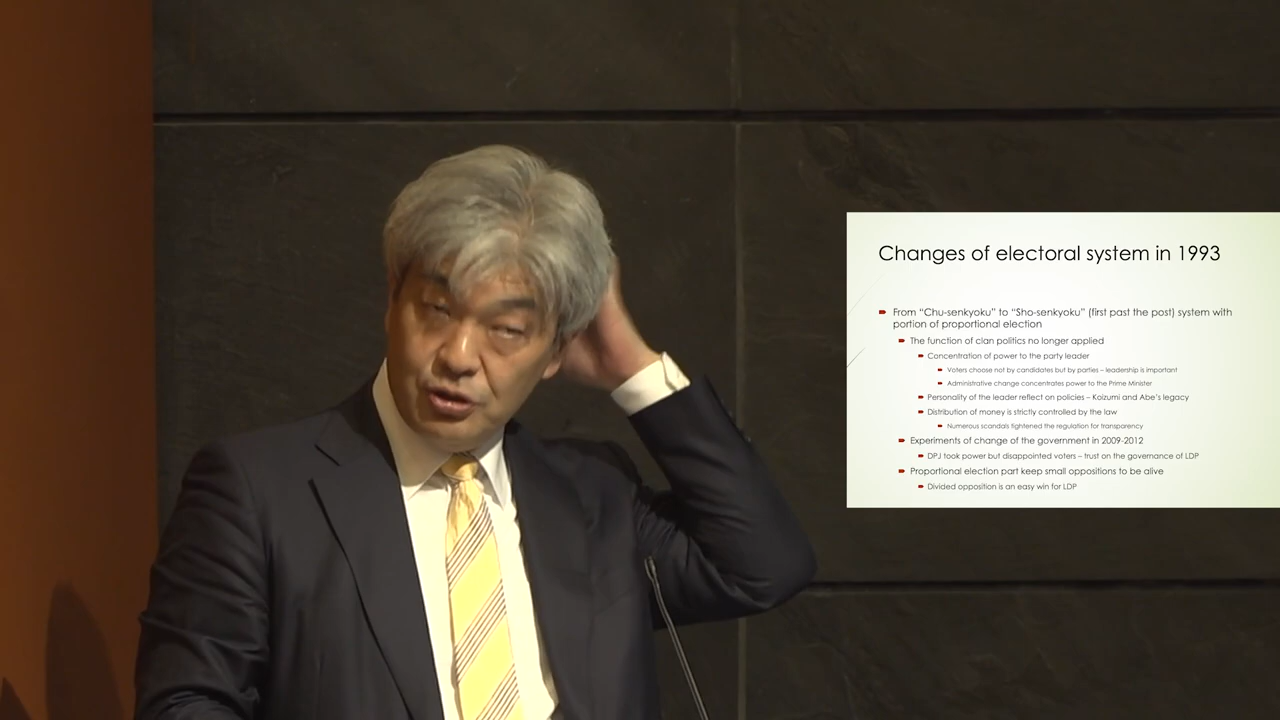 Changes of electoral system in 1993
From “Chu-senkyoku” to “Sho-senkyoku” (first past the post) system with
portion of proportional election
The function of clan politics no longer applied
Concentration of power to the party leader
Voters choose not by candidates but by parties – leadership is important
Administrative change concentrates power to the Prime Minister
Personality of the leader reflect on policies – Koizumi and Abe's legacy
Distribution of money is strictly controlled by the law
Numerous scandals tightened the regulation for transparency
Experiments of change of the government in 2009-2012
DPJ took power but disappointed voters – trust on the governance of LDP
Proportional election part keep small oppositions to be alive
Divided opposition is an easy win for LDP